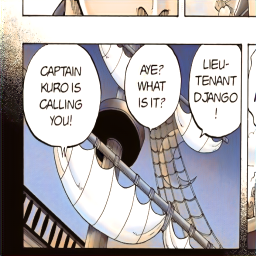 LIEU-
TENANT
DJANGO
!
AYE?
WHAT
IS IT?
CAPTAIN
KURO IS
CALLING
YOU!